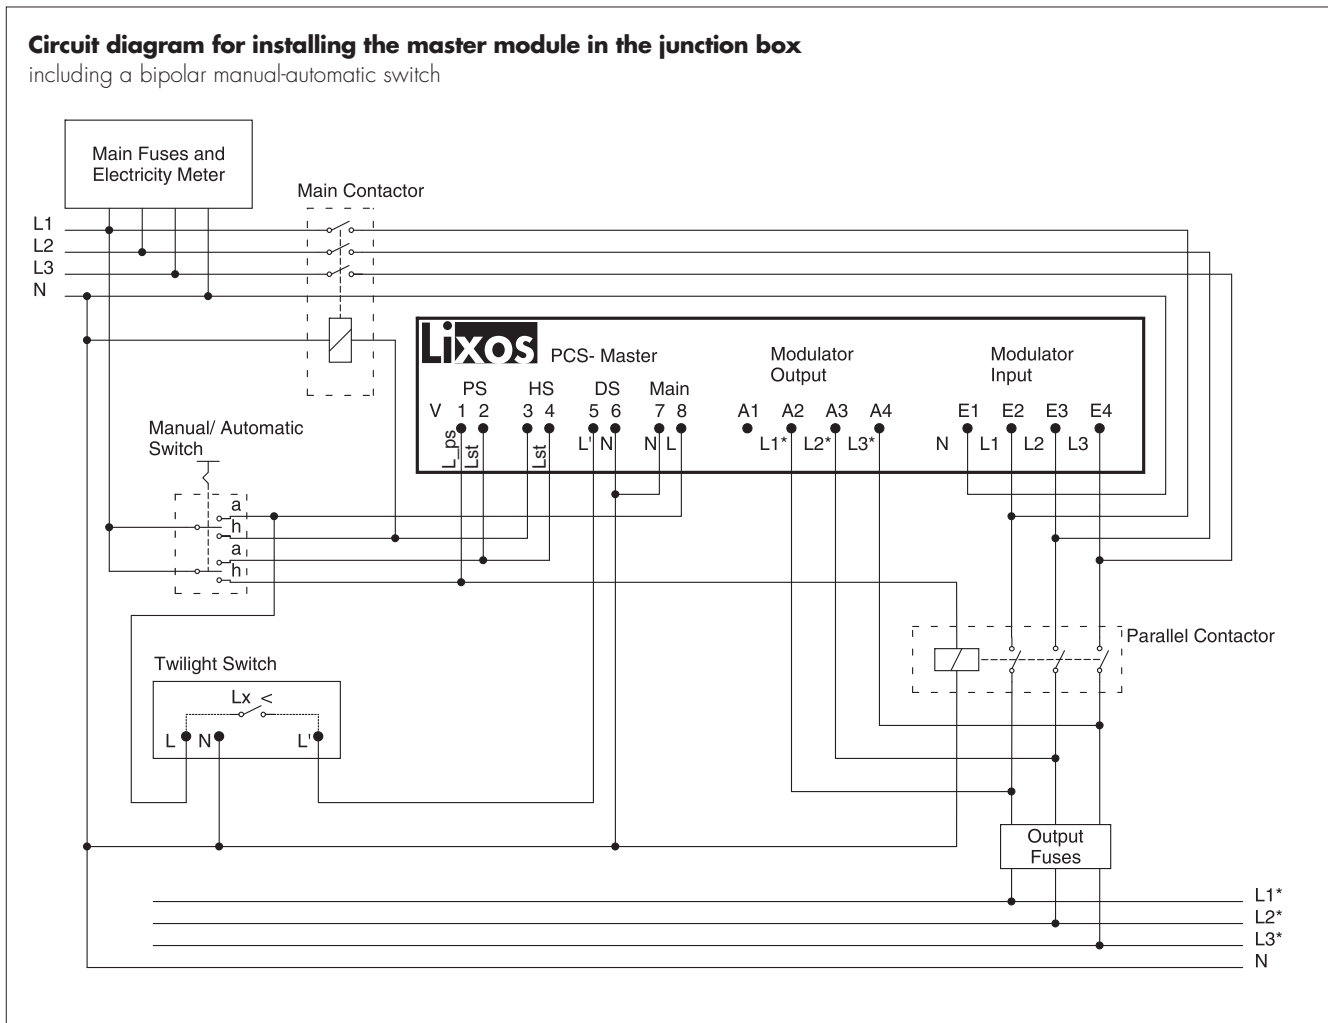 Circuit diagram for installing the master module in the junction box
including a bipolar manual-automatic switch
Main Fuses and
Electricity Meter
Main Contactor
L1
L2
L3
N
Lixos
PCS- Master
Modulator
Output
Modulator
Input
PS HS DS Main
V 1 2 3 4 5 6 7 8 A1 A2 A3 A4 E1 E2 E3 E4
L_ps Lst Lst L' N N L L1* L2* L3* N L1 L2 L3
Manual/ Automatic
Switch
a
h
a
h
Parallel Contactor
Twilight Switch
Lx <
L N L'
Output
Fuses
L1*
L2*
L3*
N